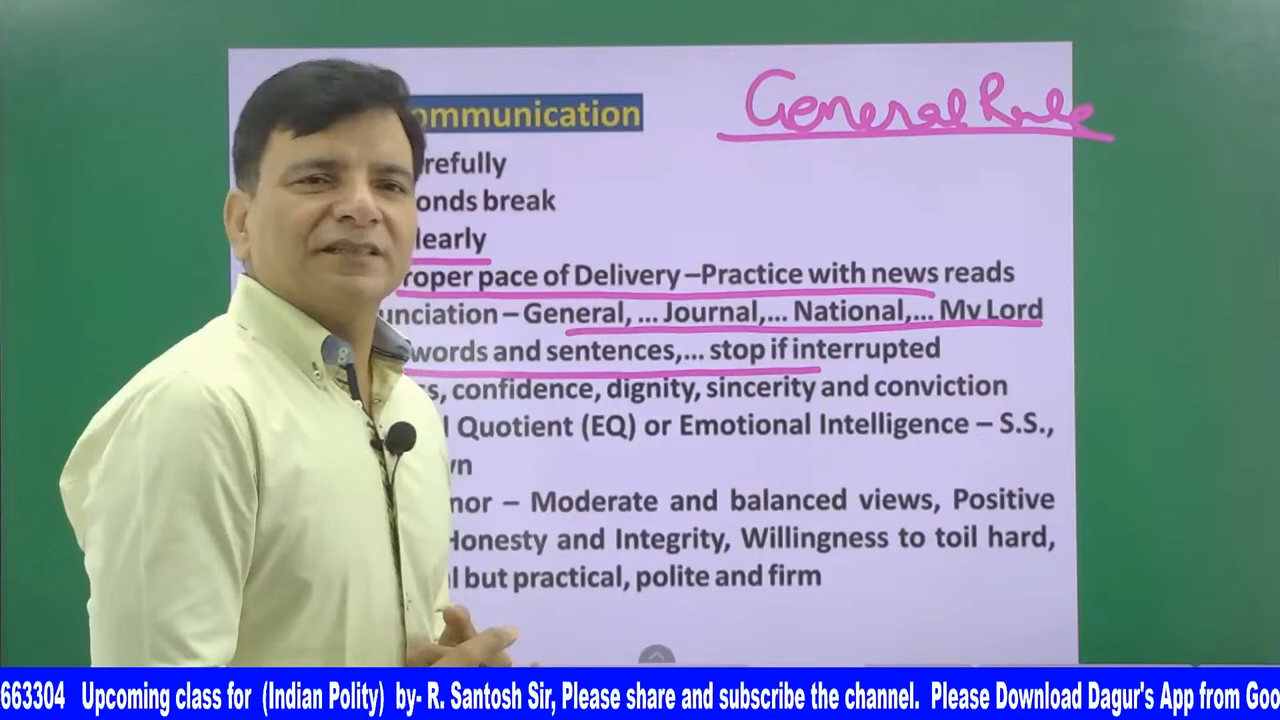 General Rule
ommunication
refully
onds break
learly
roper pace of Delivery –Practice with news reads
unciation – General, ... Journal,... National,... My Lord
words and sentences,... stop if interrupted
s, confidence, dignity, sincerity and conviction
l Quotient (EQ) or Emotional Intelligence – S.S.,
wn
nor – Moderate and balanced views, Positive
Honesty and Integrity, Willingness to toil hard,
l but practical, polite and firm
663304 Upcoming class for (Indian Polity) by- R. Santosh Sir, Please share and subscribe the channel. Please Download Dagur's App from Goo